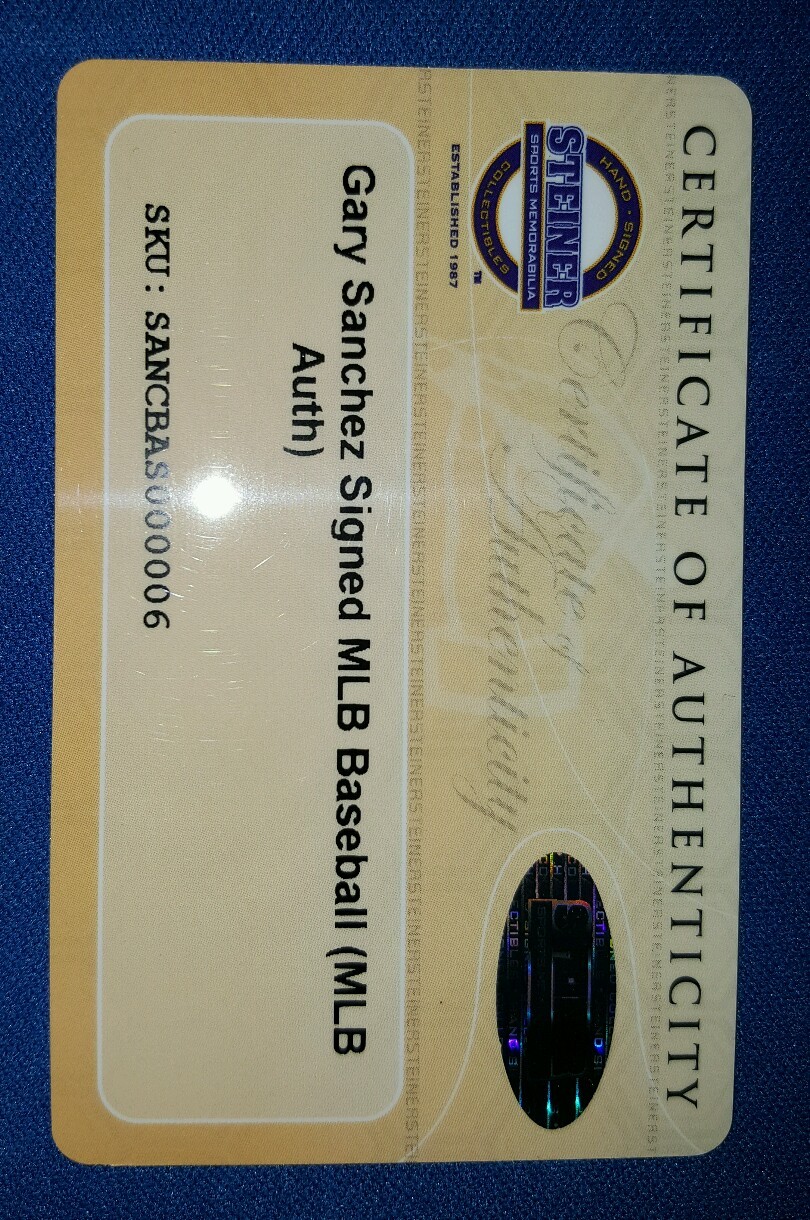 CERTIFICATE OF AUTHENTICITY
HAND · SIGNED
STEINER
SPORTS MEMORABILIA
COLLECTIBLES
TM
ESTABLISHED 1987
Certificate of
Authenticity
Gary Sanchez Signed MLB Baseball (MLB
Auth)
SKU: SANCBAS000006